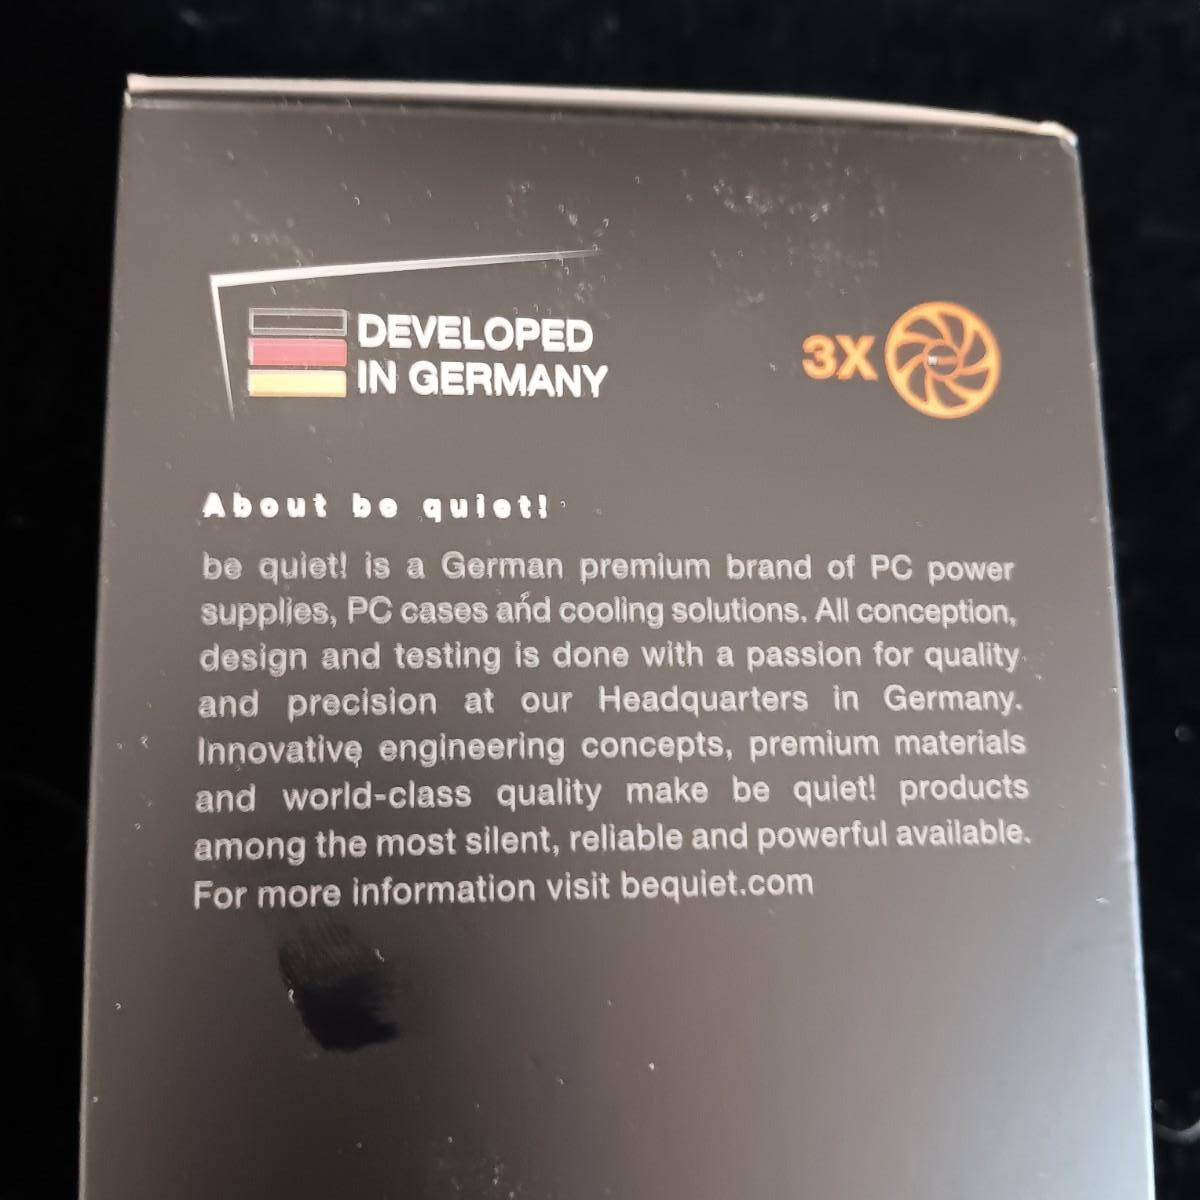 DEVELOPED
IN GERMANY
3X
About be quiet!
be quiet! is a German premium brand of PC power
supplies, PC cases and cooling solutions. All conception,
design and testing is done with a passion for quality
and precision at our Headquarters in Germany.
Innovative engineering concepts, premium materials
and world-class quality make be quiet! products
among the most silent, reliable and powerful available.
For more information visit bequiet.com